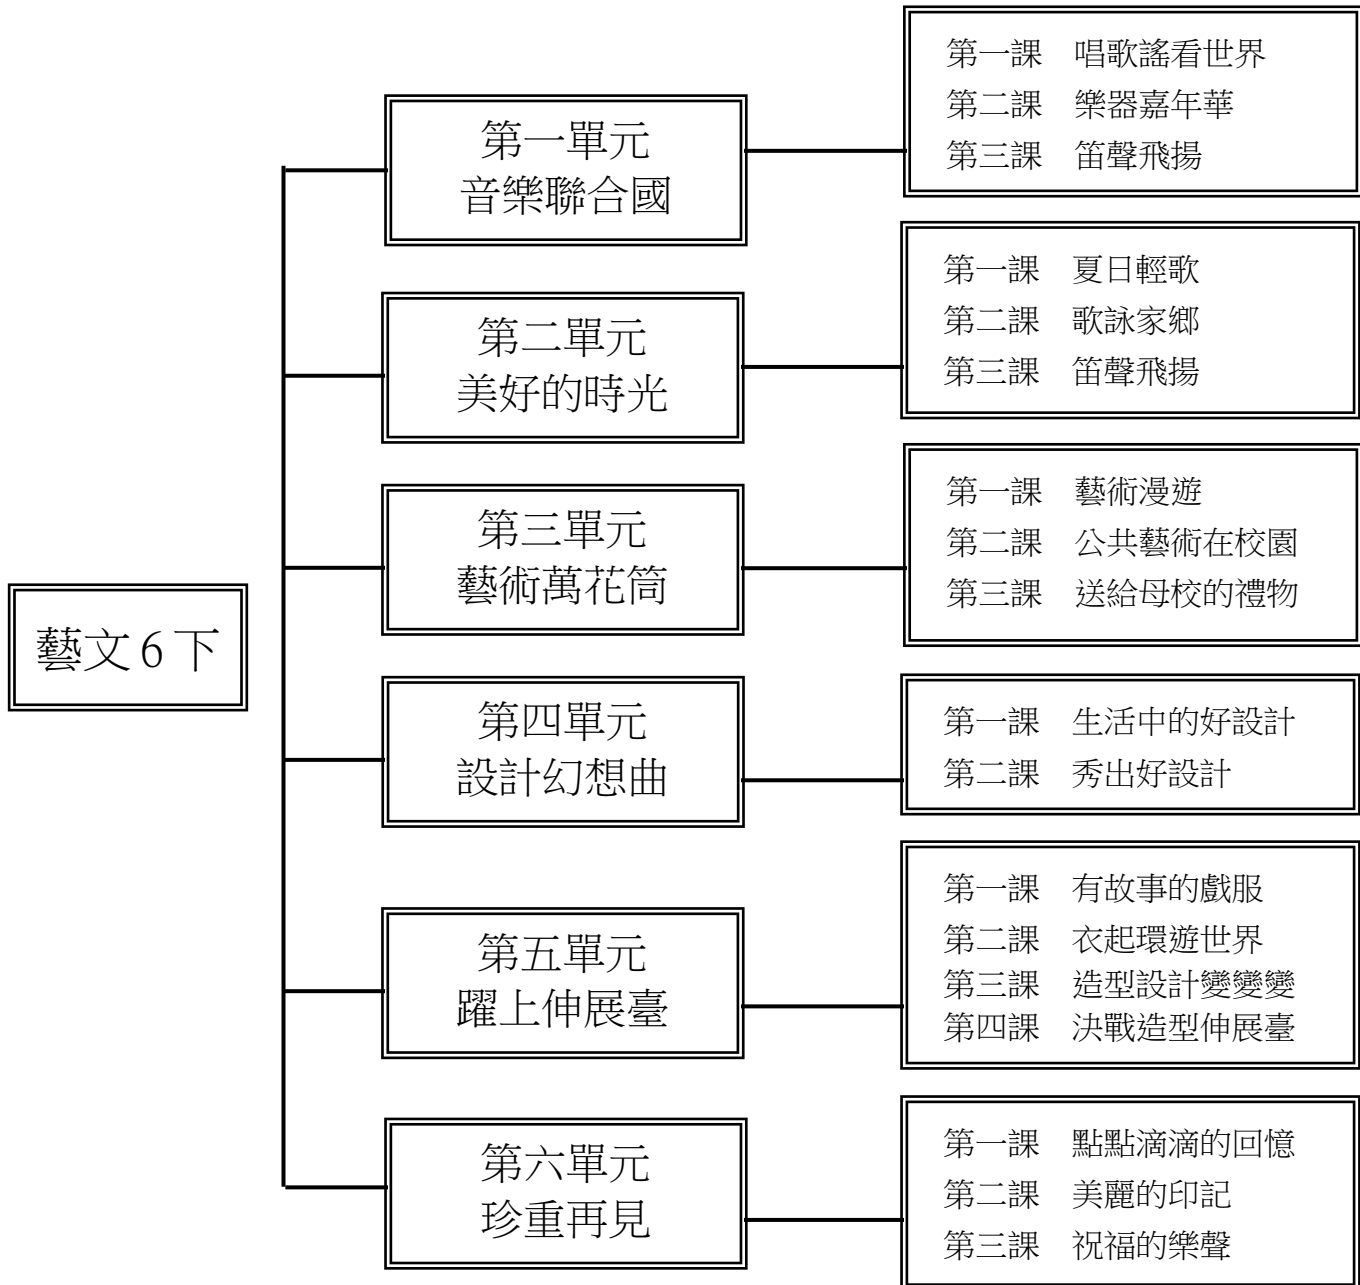 藝文6下
第一單元
音樂聯合國
第一課　唱歌謠看世界
第二課　樂器嘉年華
第三課　笛聲飛揚
第二單元
美好的時光
第一課　夏日輕歌
第二課　歌詠家鄉
第三課　笛聲飛揚
第三單元
藝術萬花筒
第一課　藝術漫遊
第二課　公共藝術在校園
第三課　送給母校的禮物
第四單元
設計幻想曲
第一課　生活中的好設計
第二課　秀出好設計
第五單元
躍上伸展臺
第一課　有故事的戲服
第二課　衣起環遊世界
第三課　造型設計變變變
第四課　決戰造型伸展臺
第六單元
珍重再見
第一課　點點滴滴的回憶
第二課　美麗的印記
第三課　祝福的樂聲